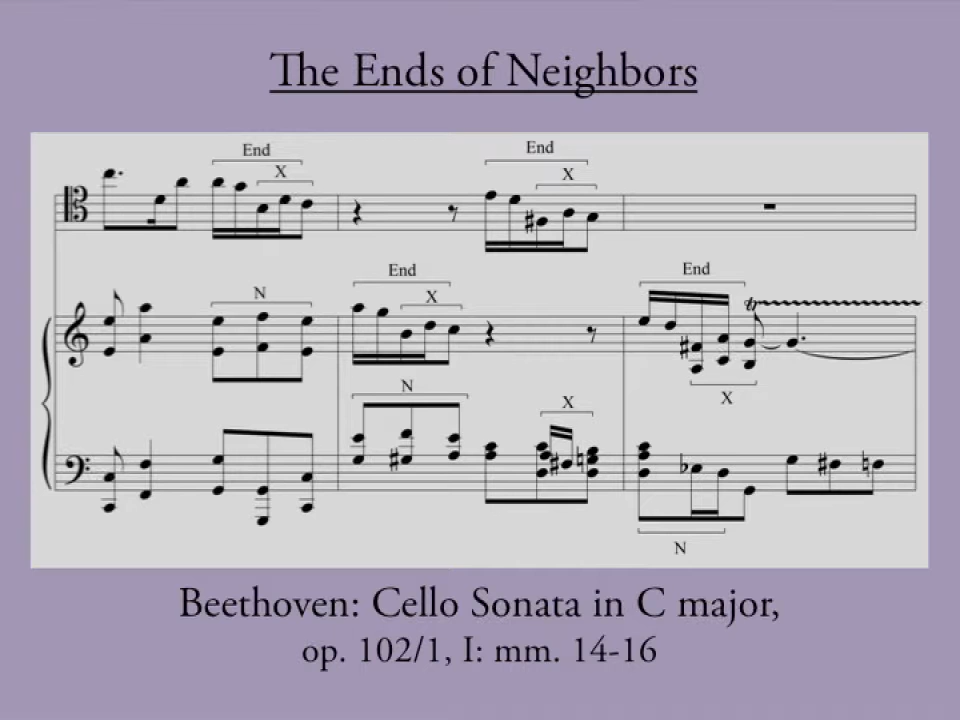 The Ends of Neighbors
End
X
End
X
End
X
N
End
X
N
X
X
N
Beethoven: Cello Sonata in C major,
op. 102/1, I: mm. 14-16